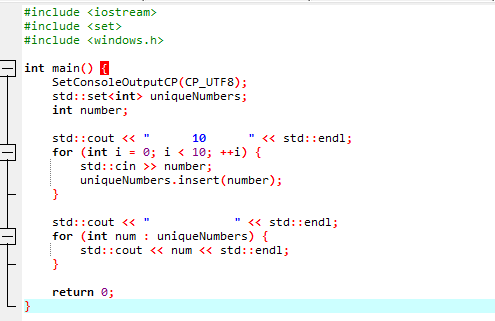 #include <iostream>
#include <set>
#include <windows.h>
int main() {
SetConsoleOutputCP(CP_UTF8);
std::set<int> uniqueNumbers;
int number;
std::cout << "      10      " << std::endl;
for (int i = 0; i < 10; ++i) {
std::cin >> number;
uniqueNumbers.insert(number);
}
std::cout << "            " << std::endl;
for (int num : uniqueNumbers) {
std::cout << num << std::endl;
}
return 0;
}